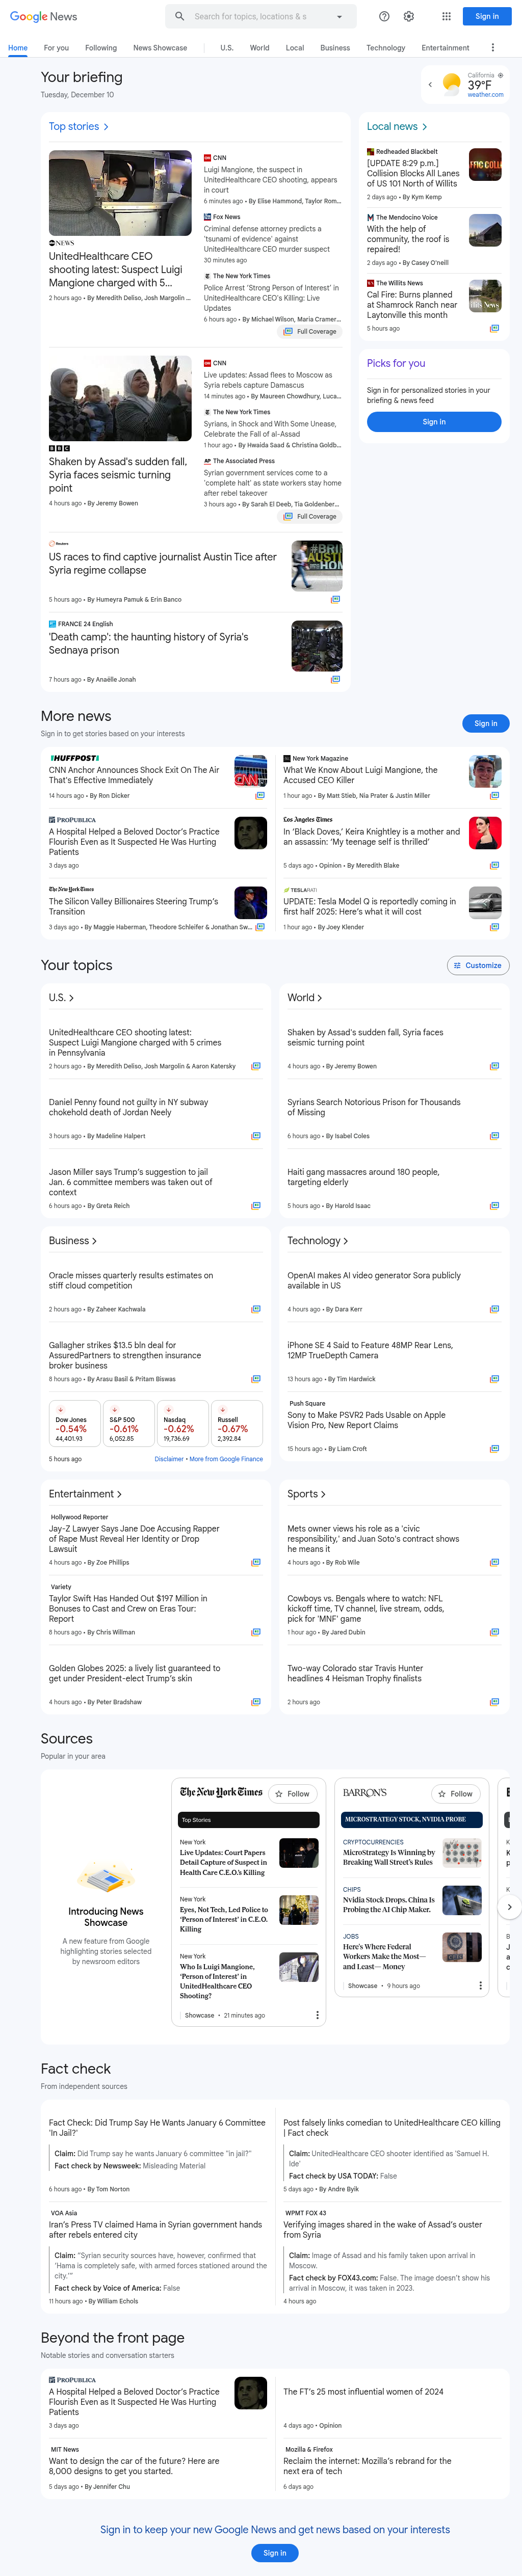 Google News
Search for topics, locations & s
Sign in
Home
For you
Following
News Showcase
U.S.
World
Local
Business
Technology
Entertainment
Your briefing
Tuesday, December 10
California
39°F
weather.com
Top stories
abc NEWS
UnitedHealthcare CEO
shooting latest: Suspect Luigi
Mangione charged with 5...
2 hours ago • By Meredith Deliso, Josh Margolin ...
CNN
Luigi Mangione, the suspect in
UnitedHealthcare CEO shooting, appears
in court
6 minutes ago • By Elise Hammond, Taylor Rom...
Fox News
Criminal defense attorney predicts a
'tsunami of evidence' against
UnitedHealthcare CEO murder suspect
30 minutes ago
The New York Times
Police Arrest 'Strong Person of Interest' in
UnitedHealthcare CEO's Killing: Live
Updates
6 hours ago • By Michael Wilson, Maria Cramer...
Full Coverage
BBC
Shaken by Assad's sudden fall,
Syria faces seismic turning
point
4 hours ago • By Jeremy Bowen
CNN
Live updates: Assad flees to Moscow as
Syria rebels capture Damascus
14 minutes ago • By Maureen Chowdhury, Luca...
The New York Times
Syrians, in Shock and With Some Unease,
Celebrate the Fall of al-Assad
1 hour ago • By Hwaida Saad & Christina Goldb...
The Associated Press
Syrian government services come to a
'complete halt' as state workers stay home
after rebel takeover
3 hours ago • By Sarah El Deeb, Tia Goldenber...
Full Coverage
Reuters
US races to find captive journalist Austin Tice after
Syria regime collapse
5 hours ago • By Humeyra Pamuk & Erin Banco
FRANCE 24 English
'Death camp': the haunting history of Syria's
Sednaya prison
7 hours ago • By Anaëlle Jonah
Local news
Redheaded Blackbelt
[UPDATE 8:29 p.m.]
Collision Blocks All Lanes
of US 101 North of Willits
2 days ago • By Kym Kemp
The Mendocino Voice
With the help of
community, the roof is
repaired!
2 days ago • By Casey O'neill
The Willits News
Cal Fire: Burns planned
at Shamrock Ranch near
Laytonville this month
5 hours ago
Picks for you
Sign in for personalized stories in your
briefing & news feed
Sign in
More news
Sign in to get stories based on your interests
Sign in
HUFFPOST
CNN Anchor Announces Shock Exit On The Air
That's Effective Immediately
14 hours ago • By Ron Dicker
New York Magazine
What We Know About Luigi Mangione, the
Accused CEO Killer
1 hour ago • By Matt Stieb, Nia Prater & Justin Miller
PROPUBLICA
A Hospital Helped a Beloved Doctor's Practice
Flourish Even as It Suspected He Was Hurting
Patients
3 days ago
Los Angeles Times
In 'Black Doves,' Keira Knightley is a mother and
an assassin: 'My teenage self is thrilled'
5 days ago • Opinion • By Meredith Blake
The New York Times
The Silicon Valley Billionaires Steering Trump's
Transition
3 days ago • By Maggie Haberman, Theodore Schleifer & Jonathan Sw...
TESLARATI
UPDATE: Tesla Model Q is reportedly coming in
first half 2025: Here's what it will cost
1 hour ago • By Joey Klender
Your topics
Customize
U.S.
UnitedHealthcare CEO shooting latest:
Suspect Luigi Mangione charged with 5 crimes
in Pennsylvania
2 hours ago • By Meredith Deliso, Josh Margolin & Aaron Katersky
Daniel Penny found not guilty in NY subway
chokehold death of Jordan Neely
3 hours ago • By Madeline Halpert
Jason Miller says Trump's suggestion to jail
Jan. 6 committee members was taken out of
context
6 hours ago • By Greta Reich
World
Shaken by Assad's sudden fall, Syria faces
seismic turning point
4 hours ago • By Jeremy Bowen
Syrians Search Notorious Prison for Thousands
of Missing
6 hours ago • By Isabel Coles
Haiti gang massacres around 180 people,
targeting elderly
5 hours ago • By Harold Isaac
Business
Oracle misses quarterly results estimates on
stiff cloud competition
2 hours ago • By Zaheer Kachwala
Gallagher strikes $13.5 bln deal for
AssuredPartners to strengthen insurance
broker business
8 hours ago • By Arasu Basil & Pritam Biswas
Dow Jones
-0.54%
44,401.93
S&P 500
-0.61%
6,052.85
Nasdaq
-0.62%
19,736.69
Russell
-0.67%
2,392.84
5 hours ago
Disclaimer • More from Google Finance
Technology
OpenAI makes AI video generator Sora publicly
available in US
4 hours ago • By Dara Kerr
iPhone SE 4 Said to Feature 48MP Rear Lens,
12MP TrueDepth Camera
13 hours ago • By Tim Hardwick
Push Square
Sony to Make PSVR2 Pads Usable on Apple
Vision Pro, New Report Claims
15 hours ago • By Liam Croft
Entertainment
Hollywood Reporter
Jay-Z Lawyer Says Jane Doe Accusing Rapper
of Rape Must Reveal Her Identity or Drop
Lawsuit
4 hours ago • By Zoe Phillips
Variety
Taylor Swift Has Handed Out $197 Million in
Bonuses to Cast and Crew on Eras Tour:
Report
8 hours ago • By Chris Willman
Golden Globes 2025: a lively list guaranteed to
get under President-elect Trump's skin
4 hours ago • By Peter Bradshaw
Sports
Mets owner views his role as a 'civic
responsibility,' and Juan Soto's contract shows
he means it
4 hours ago • By Rob Wile
Cowboys vs. Bengals where to watch: NFL
kickoff time, TV channel, live stream, odds,
pick for 'MNF' game
1 hour ago • By Jared Dubin
Two-way Colorado star Travis Hunter
headlines 4 Heisman Trophy finalists
2 hours ago
Sources
Popular in your area
Introducing News
Showcase
A new feature from Google
highlighting stories selected
by newsroom editors
The New York Times
Follow
Top Stories
New York
Live Updates: Court Papers
Detail Capture of Suspect in
Health Care C.E.O.'s Killing
New York
Eyes, Not Tech, Led Police to
'Person of Interest' in C.E.O.
Killing
New York
Who Is Luigi Mangione,
'Person of Interest' in
UnitedHealthcare CEO
Shooting?
Showcase • 21 minutes ago
BARRON'S
Follow
MICROSTRATEGY STOCK, NVIDIA PROBE
CRYPTOCURRENCIES
MicroStrategy Is Winning by
Breaking Wall Street's Rules
CHIPS
Nvidia Stock Drops. China Is
Probing the AI Chip Maker.
JOBS
Here's Where Federal
Workers Make the Most—
and Least— Money
Showcase • 9 hours ago
Fact check
From independent sources
Fact Check: Did Trump Say He Wants January 6 Committee
'In Jail?'
Claim: Did Trump say he wants January 6 committee "in jail?"
Fact check by Newsweek: Misleading Material
6 hours ago • By Tom Norton
Post falsely links comedian to UnitedHealthcare CEO killing
| Fact check
Claim: UnitedHealthcare CEO shooter identified as 'Samuel H.
Ide'
Fact check by USA TODAY: False
5 days ago • By Andre Byik
VOA Asia
Iran's Press TV claimed Hama in Syrian government hands
after rebels entered city
Claim: "Syrian security sources have, however, confirmed that
'Hama is completely safe, with armed forces stationed around the
city.'"
Fact check by Voice of America: False
11 hours ago • By William Echols
WPMT FOX 43
Verifying images shared in the wake of Assad's ouster
from Syria
Claim: Image of Assad and his family taken upon arrival in
Moscow.
Fact check by FOX43.com: False. The image doesn't show his
arrival in Moscow, it was taken in 2023.
4 hours ago
Beyond the front page
Notable stories and conversation starters
PROPUBLICA
A Hospital Helped a Beloved Doctor's Practice
Flourish Even as It Suspected He Was Hurting
Patients
3 days ago
The FT's 25 most influential women of 2024
4 days ago • Opinion
MIT News
Want to design the car of the future? Here are
8,000 designs to get you started.
5 days ago • By Jennifer Chu
Mozilla & Firefox
Reclaim the internet: Mozilla's rebrand for the
next era of tech
6 days ago
Sign in to keep your new Google News and get news based on your interests
Sign in